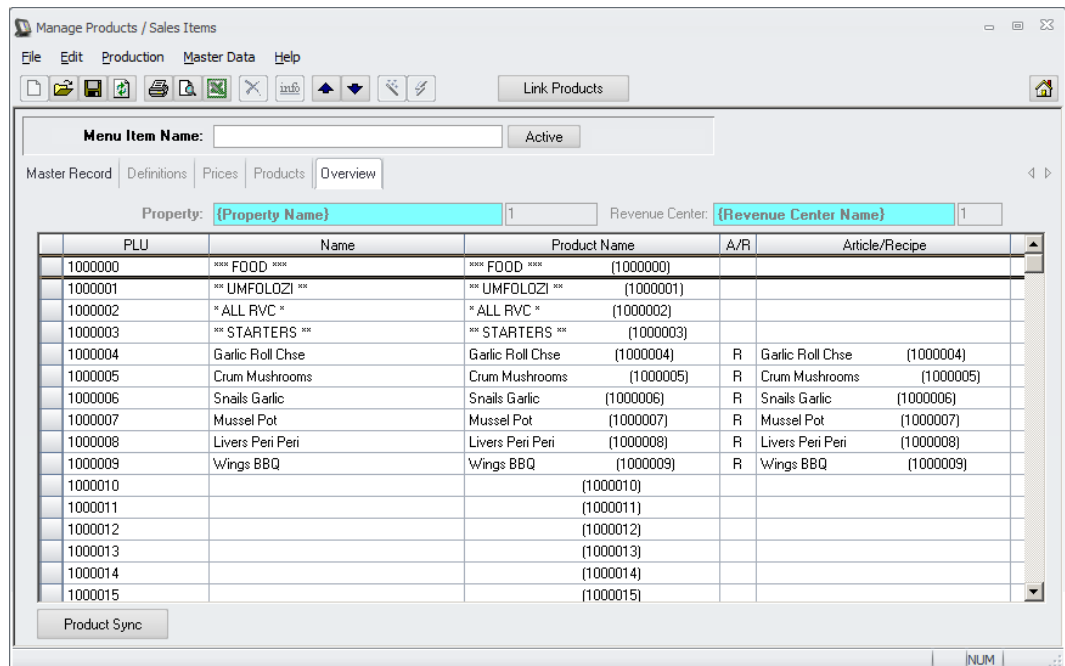 Manage Products / Sales Items
File Edit Production Master Data Help
info Link Products
Menu Item Name: Active
Master Record Definitions Prices Products Overview
Property: {Property Name} 1 Revenue Center: {Revenue Center Name} 1
PLU Name Product Name A/R Article/Recipe
1000000 *** FOOD *** *** FOOD *** (1000000)
1000001 ** UMFOLOZI ** ** UMFOLOZI ** (1000001)
1000002 * ALL RVC * * ALL RVC * (1000002)
1000003 ** STARTERS ** ** STARTERS ** (1000003)
1000004 Garlic Roll Chse Garlic Roll Chse (1000004) R Garlic Roll Chse (1000004)
1000005 Crum Mushrooms Crum Mushrooms (1000005) R Crum Mushrooms (1000005)
1000006 Snails Garlic Snails Garlic (1000006) R Snails Garlic (1000006)
1000007 Mussel Pot Mussel Pot (1000007) R Mussel Pot (1000007)
1000008 Livers Peri Peri Livers Peri Peri (1000008) R Livers Peri Peri (1000008)
1000009 Wings BBQ Wings BBQ (1000009) R Wings BBQ (1000009)
1000010 (1000010)
1000011 (1000011)
1000012 (1000012)
1000013 (1000013)
1000014 (1000014)
1000015 (1000015)
Product Sync
NUM